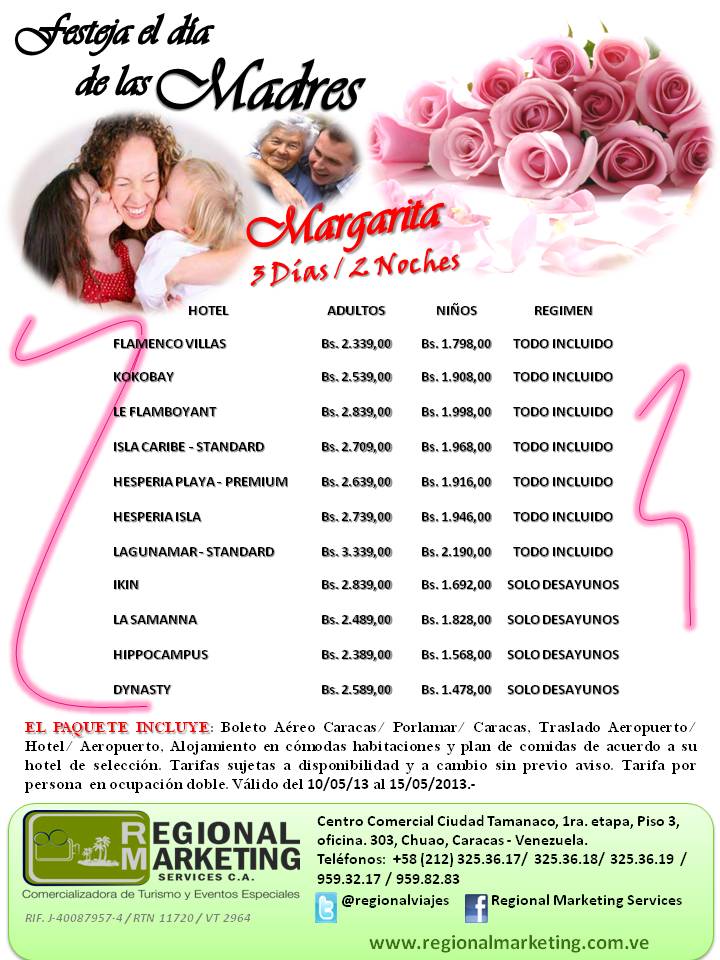 Festeja el día
de las Madres
Margarita
3 Días / 2 Noches
HOTEL ADULTOS NIÑOS REGIMEN
FLAMENCO VILLAS Bs. 2.339,00 Bs. 1.798,00 TODO INCLUIDO
KOKOBAY Bs. 2.539,00 Bs. 1.908,00 TODO INCLUIDO
LE FLAMBOYANT Bs. 2.839,00 Bs. 1.998,00 TODO INCLUIDO
ISLA CARIBE - STANDARD Bs. 2.709,00 Bs. 1.968,00 TODO INCLUIDO
HESPERIA PLAYA - PREMIUM Bs. 2.639,00 Bs. 1.916,00 TODO INCLUIDO
HESPERIA ISLA Bs. 2.739,00 Bs. 1.946,00 TODO INCLUIDO
LAGUNAMAR - STANDARD Bs. 3.339,00 Bs. 2.190,00 TODO INCLUIDO
IKIN Bs. 2.839,00 Bs. 1.692,00 SOLO DESAYUNOS
LA SAMANNA Bs. 2.489,00 Bs. 1.828,00 SOLO DESAYUNOS
HIPPOCAMPUS Bs. 2.389,00 Bs. 1.568,00 SOLO DESAYUNOS
DYNASTY Bs. 2.589,00 Bs. 1.478,00 SOLO DESAYUNOS
EL PAQUETE INCLUYE: Boleto Aéreo Caracas/ Porlamar/ Caracas, Traslado Aeropuerto/
Hotel/ Aeropuerto, Alojamiento en cómodas habitaciones y plan de comidas de acuerdo a su
hotel de selección. Tarifas sujetas a disponibilidad y a cambio sin previo aviso. Tarifa por
persona en ocupación doble. Válido del 10/05/13 al 15/05/2013.-
REGIONAL
MARKETING
SERVICES C.A.
Comercializadora de Turismo y Eventos Especiales
RIF. J-40087957-4 / RTN 11720 / VT 2964
Centro Comercial Ciudad Tamanaco, 1ra. etapa, Piso 3,
oficina. 303, Chuao, Caracas - Venezuela.
Teléfonos: +58 (212) 325.36.17/ 325.36.18/ 325.36.19 /
959.32.17 / 959.82.83
@regionalviajes Regional Marketing Services
www.regionalmarketing.com.ve